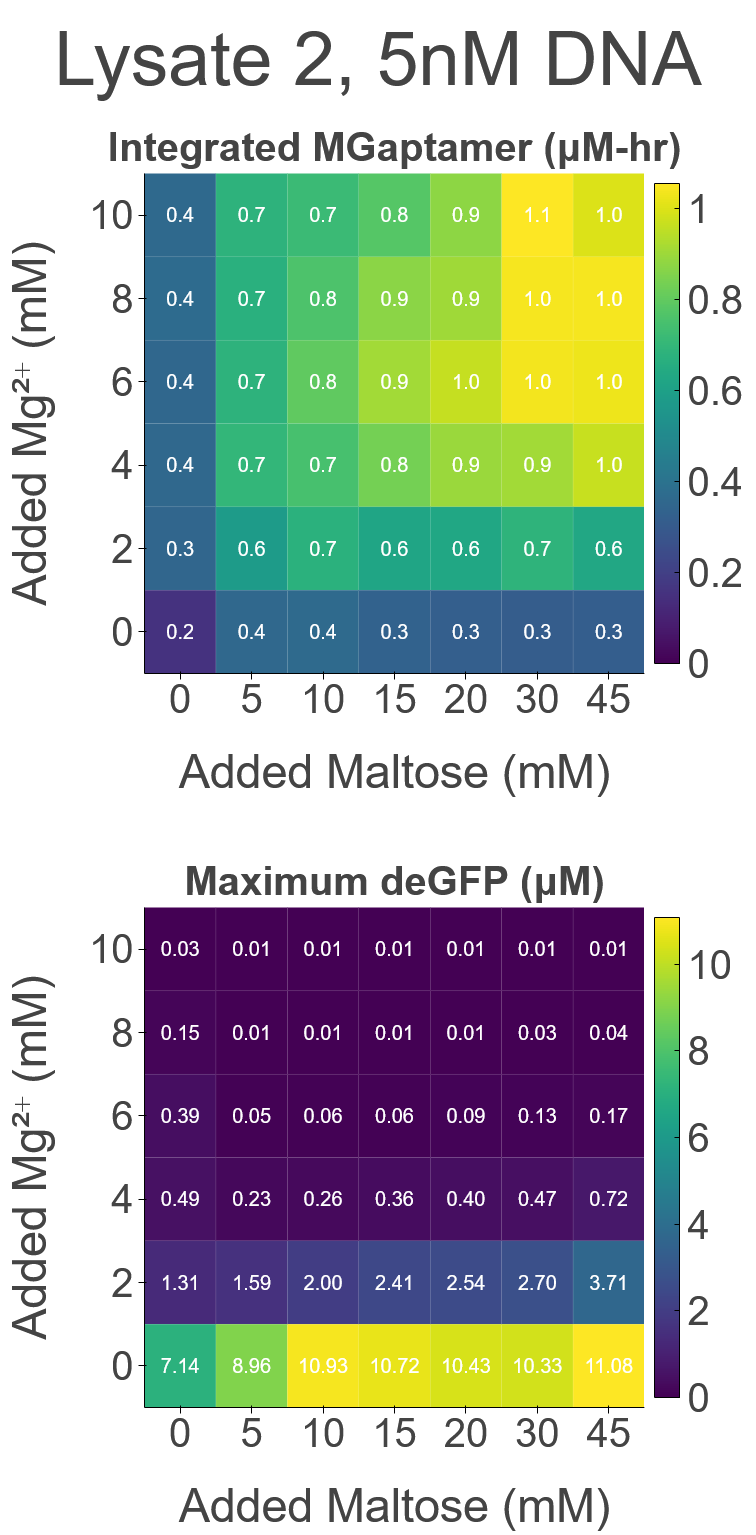 Lysate 2, 5nM DNA
Integrated MGaptamer (µM-hr)
Added Mg²⁺ (mM)
10 0.4 0.7 0.7 0.8 0.9 1.1 1.0
8 0.4 0.7 0.8 0.9 0.9 1.0 1.0
6 0.4 0.7 0.8 0.9 1.0 1.0 1.0
4 0.4 0.7 0.7 0.8 0.9 0.9 1.0
2 0.3 0.6 0.7 0.6 0.6 0.7 0.6
0 0.2 0.4 0.4 0.3 0.3 0.3 0.3
0 5 10 15 20 30 45
Added Maltose (mM)
1
0.8
0.6
0.4
0.2
0
Maximum deGFP (µM)
Added Mg²⁺ (mM)
10 0.03 0.01 0.01 0.01 0.01 0.01 0.01
8 0.15 0.01 0.01 0.01 0.01 0.03 0.04
6 0.39 0.05 0.06 0.06 0.09 0.13 0.17
4 0.49 0.23 0.26 0.36 0.40 0.47 0.72
2 1.31 1.59 2.00 2.41 2.54 2.70 3.71
0 7.14 8.96 10.93 10.72 10.43 10.33 11.08
0 5 10 15 20 30 45
Added Maltose (mM)
10
8
6
4
2
0